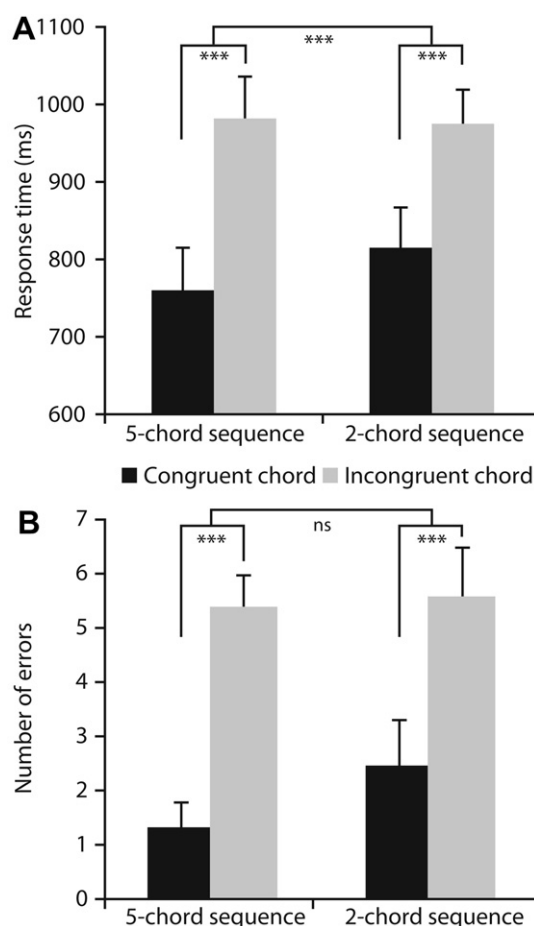 A
Response time (ms)
1100
1000
900
800
700
600
***
***
***
5-chord sequence
2-chord sequence
Congruent chord
Incongruent chord
B
Number of errors
7
6
5
4
3
2
1
0
***
ns
***
5-chord sequence
2-chord sequence